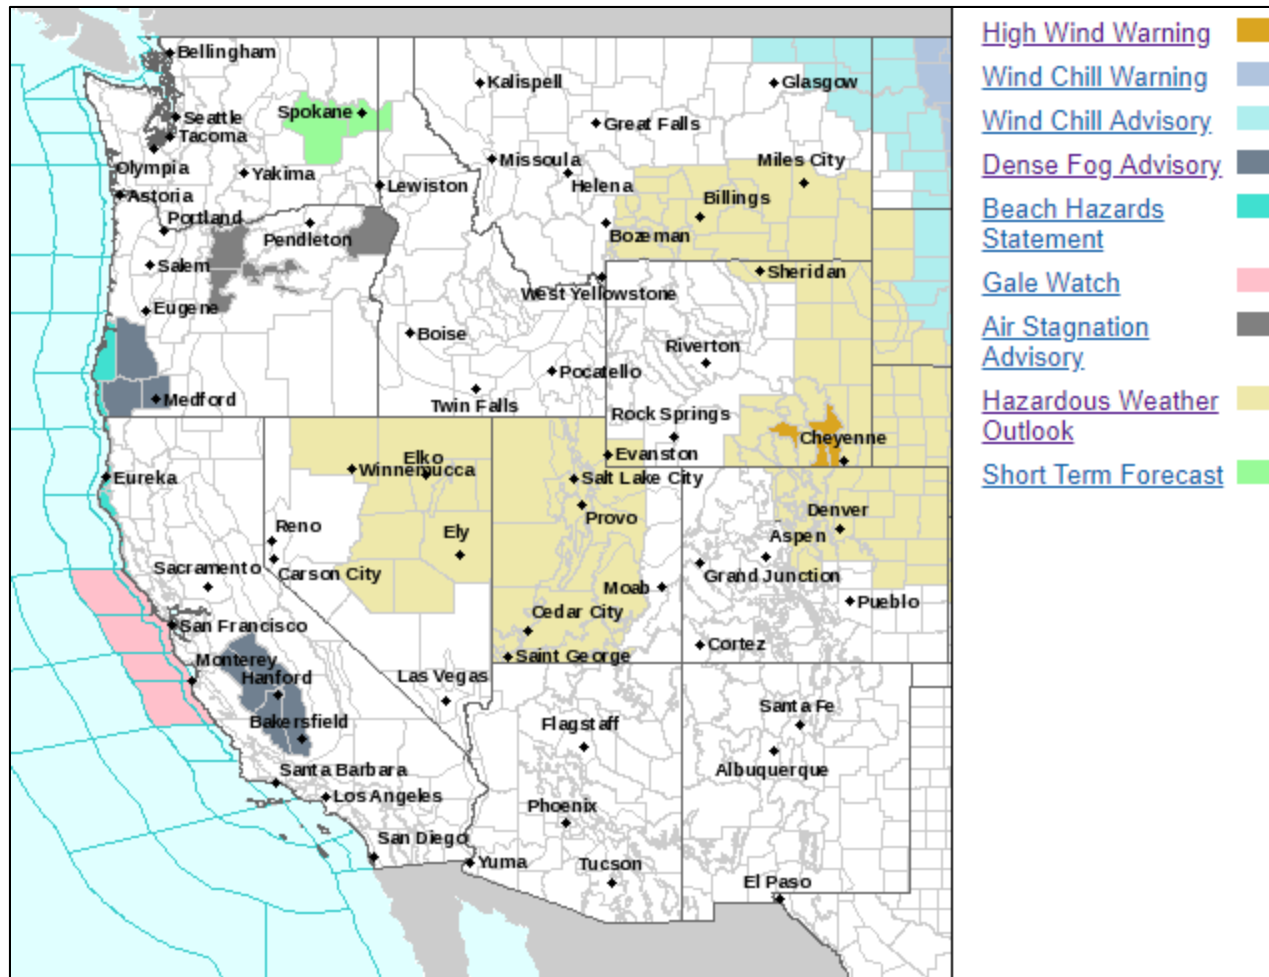 Bellingham
Kalispell
Glasgow
Spokane
Seattle
Great Falls
Tacoma
Olympia
Missoula
Miles City
Yakima
Lewiston
Helena
Astoria
Billings
Portland
Pendleton
Bozeman
Salem
Sheridan
West Yellowstone
Eugene
Boise
Riverton
Pocatello
Medford
Twin Falls
Rock Springs
Cheyenne
Elko
Evanston
Winnemucca
Eureka
Salt Lake City
Provo
Denver
Reno
Ely
Aspen
Sacramento
Carson City
Grand Junction
Moab
Pueblo
Cedar City
San Francisco
Cortez
Saint George
Monterey
Hanford
Las Vegas
Santa Fe
Bakersfield
Flagstaff
Santa Barbara
Albuquerque
Los Angeles
Phoenix
San Diego
Yuma
Tucson
El Paso
High Wind Warning
Wind Chill Warning
Wind Chill Advisory
Dense Fog Advisory
Beach Hazards
Statement
Gale Watch
Air Stagnation
Advisory
Hazardous Weather
Outlook
Short Term Forecast